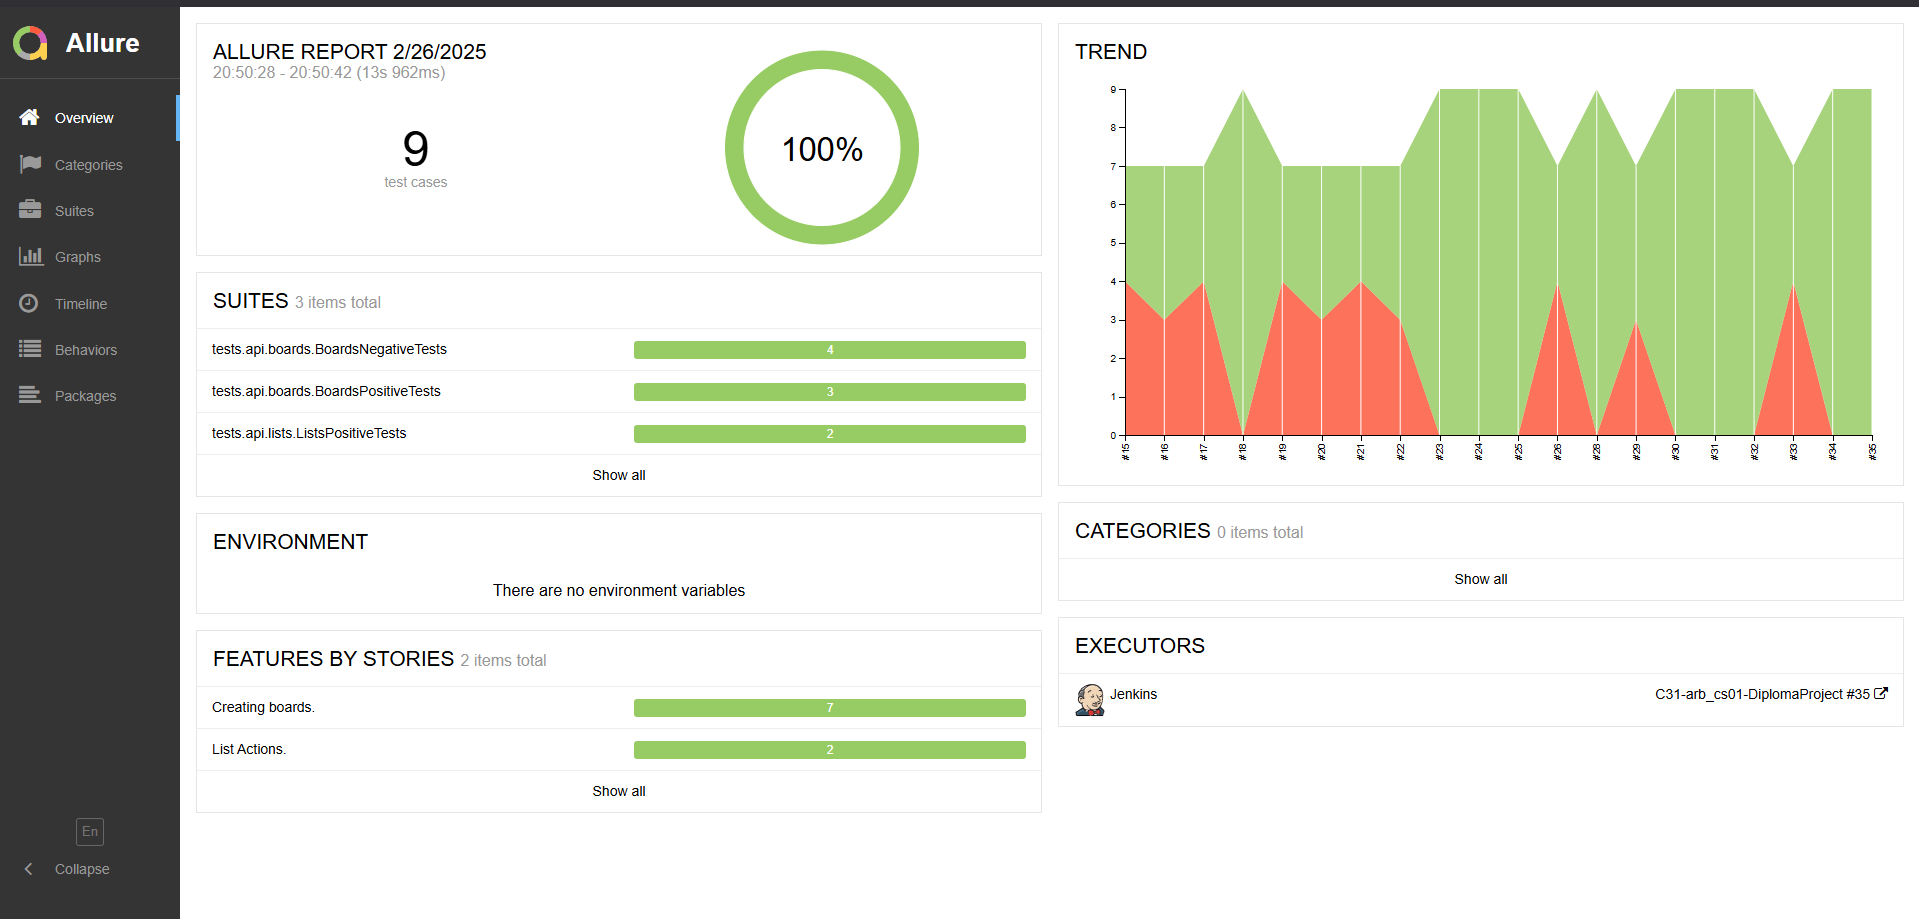 Allure
Overview
Categories
Suites
Graphs
Timeline
Behaviors
Packages
En
Collapse
ALLURE REPORT 2/26/2025
20:50:28 - 20:50:42 (13s 962ms)
9
test cases
100%
SUITES 3 items total
tests.api.boards.BoardsNegativeTests 4
tests.api.boards.BoardsPositiveTests 3
tests.api.lists.ListsPositiveTests 2
Show all
ENVIRONMENT
There are no environment variables
FEATURES BY STORIES 2 items total
Creating boards. 7
List Actions. 2
Show all
TREND
9
8
7
6
5
4
3
2
1
0
#15 #16 #17 #18 #19 #20 #21 #22 #23 #24 #25 #26 #28 #29 #30 #31 #32 #33 #34 #35
CATEGORIES 0 items total
Show all
EXECUTORS
Jenkins C31-arb_cs01-DiplomaProject #35